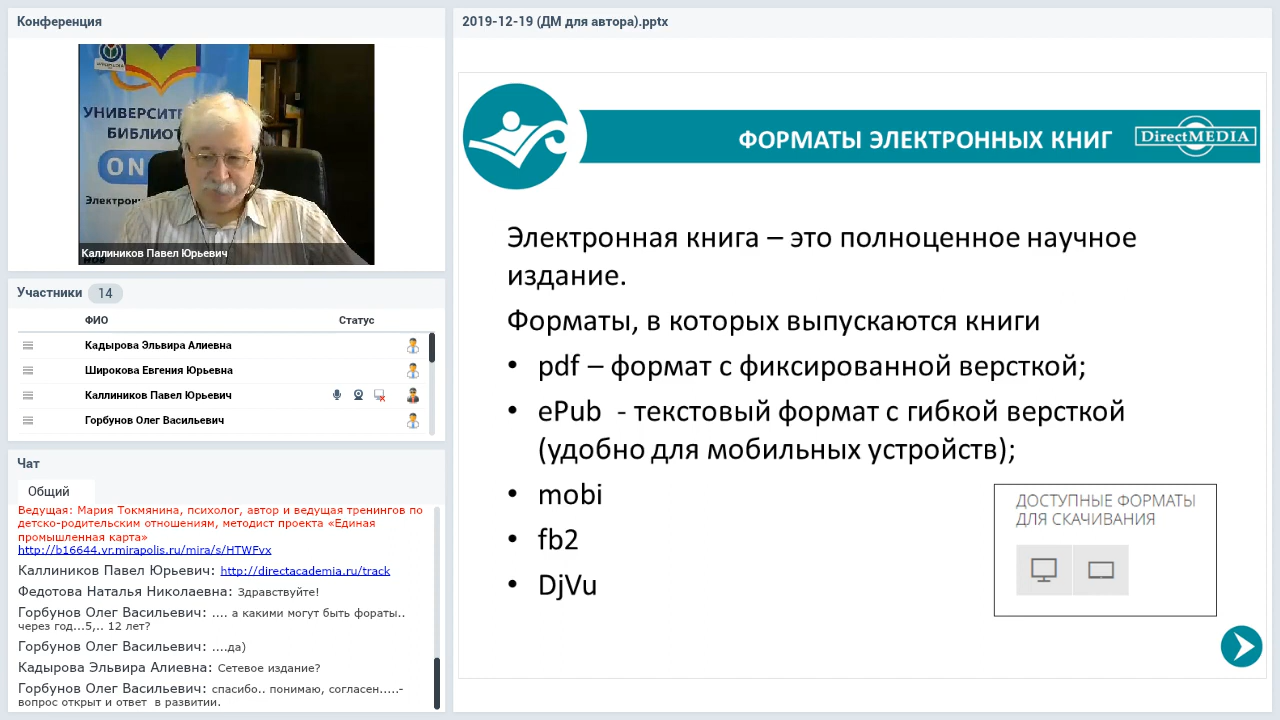 Конференция
УНИВЕРСИТ
БИБЛИОТ
ON
Электрон
Каллиников Павел Юрьевич
Участники 14
ФИО Статус
Кадырова Эльвира Алиевна
Широкова Евгения Юрьевна
Каллиников Павел Юрьевич
Горбунов Олег Васильевич
Чат
Общий
Ведущая: Мария Токмянина, психолог, автор и ведущая тренингов по
детско-родительским отношениям, методист проекта «Единая
промышленная карта»
http://b16644.vr.mirapolis.ru/mira/s/HTWFvx
Каллиников Павел Юрьевич: http://directacademia.ru/track
Федотова Наталья Николаевна: Здравствуйте!
Горбунов Олег Васильевич: .... а какими могут быть фораты..
через год...5,.. 12 лет?
Горбунов Олег Васильевич: ....да)
Кадырова Эльвира Алиевна: Сетевое издание?
Горбунов Олег Васильевич: спасибо.. понимаю, согласен.....-
вопрос открыт и ответ в развитии.
2019-12-19 (ДМ для автора).pptx
ФОРМАТЫ ЭЛЕКТРОННЫХ КНИГ
DirectMEDIA
Электронная книга – это полноценное научное
издание.
Форматы, в которых выпускаются книги
• pdf – формат с фиксированной версткой;
• ePub - текстовый формат с гибкой версткой
(удобно для мобильных устройств);
• mobi
• fb2
• DjVu
ДОСТУПНЫЕ ФОРМАТЫ
ДЛЯ СКАЧИВАНИЯ